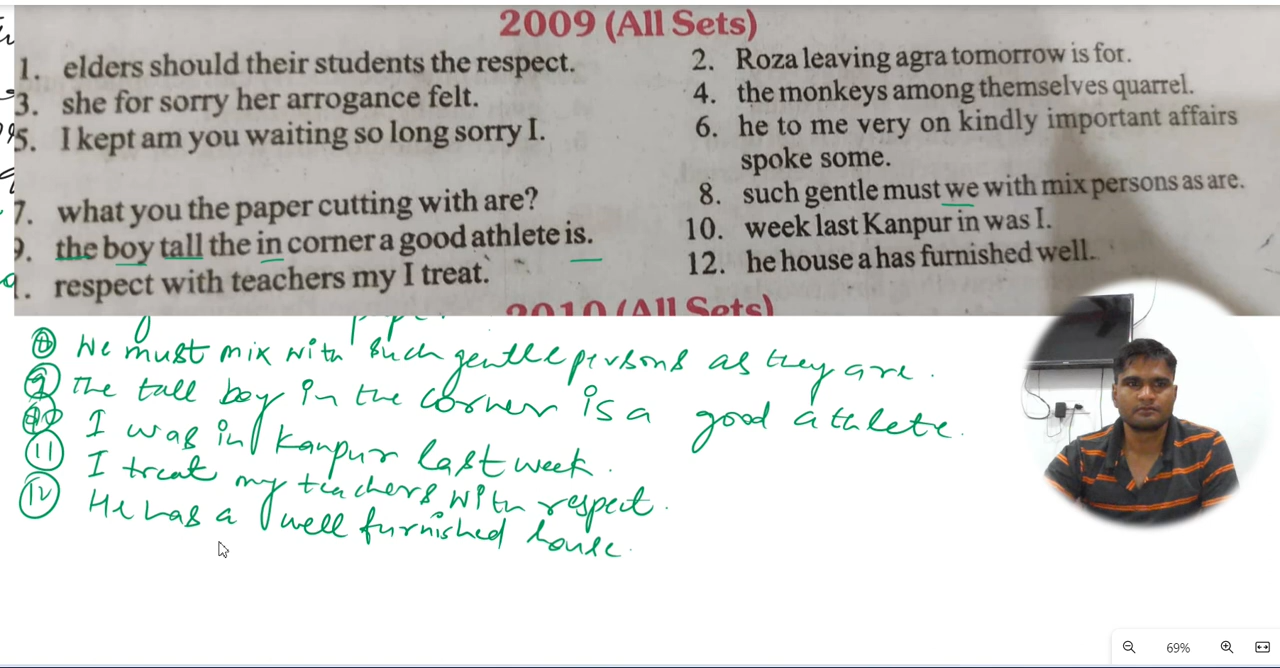 2009 (All Sets)
1. elders should their students the respect.
2. Roza leaving agra tomorrow is for.
3. she for sorry her arrogance felt.
4. the monkeys among themselves quarrel.
5. I kept am you waiting so long sorry I.
6. he to me very on kindly important affairs
spoke some.
7. what you the paper cutting with are?
8. such gentle must we with mix persons as are.
9. the boy tall the in corner a good athlete is.
10. week last Kanpur in was I.
respect with teachers my I treat.
12. he house a has furnished well.
2010 (All Sets)
We must mix with such gentle persons as they are.
9 The tall boy in the corner is a good athlete.
I was in Kanpur last week.
11 I treat my teachers with respect.
He has a well furnished house.
69%